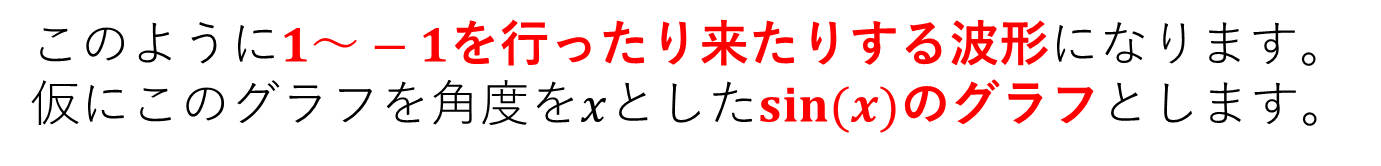 このように1～−1を行ったり来たりする波形になります。
仮にこのグラフを角度をxとしたsin(x)のグラフとします。